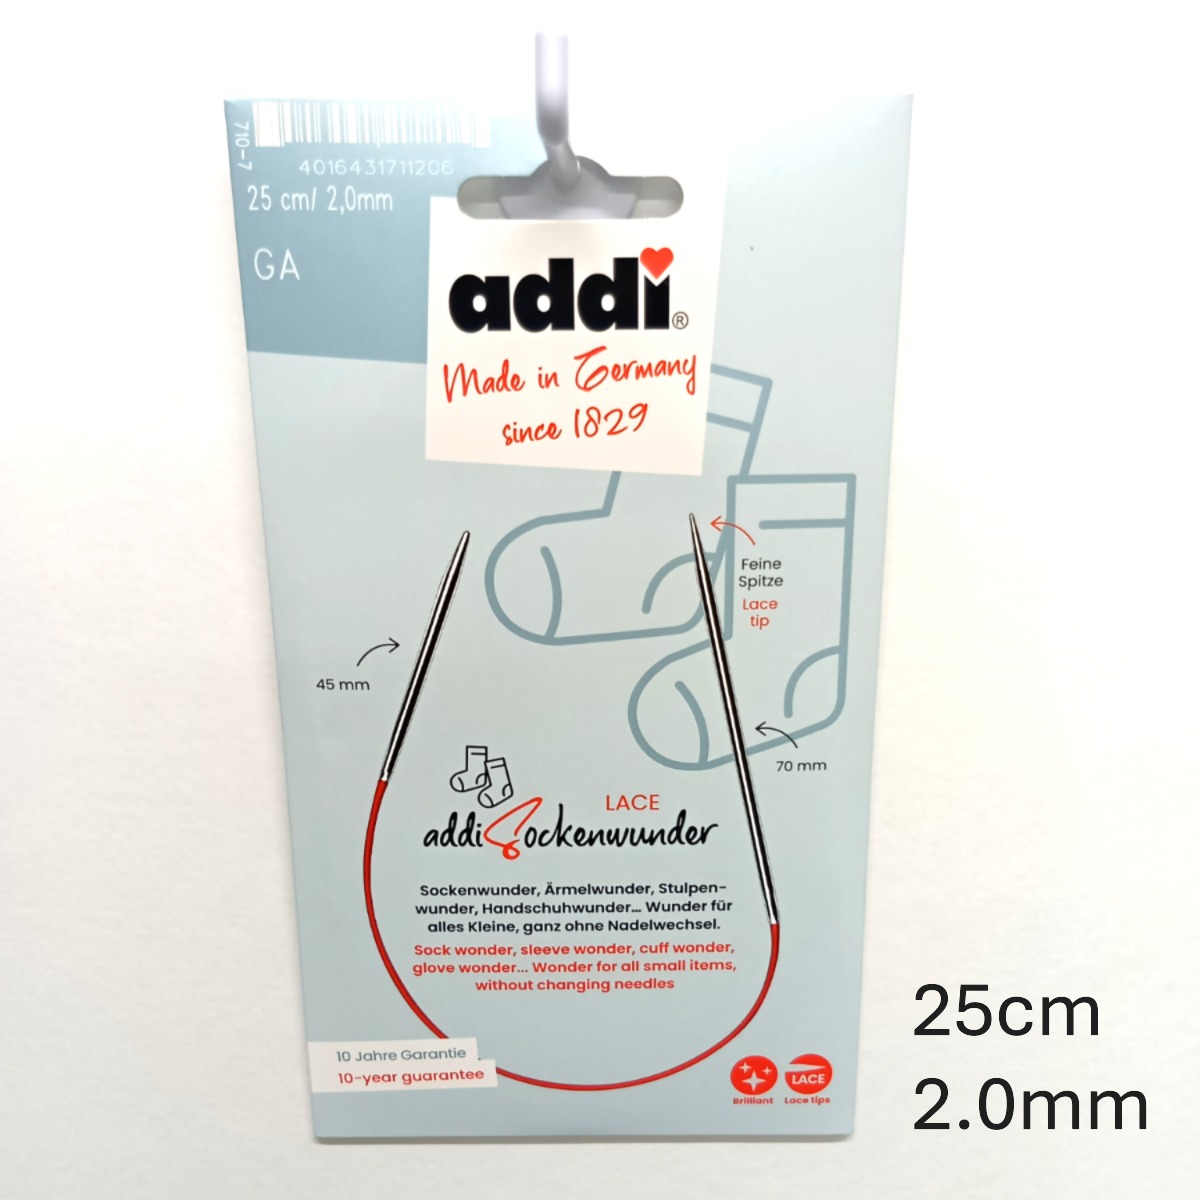 710-7
4016431711206
25 cm/ 2,0mm
GA
addi®
Made in Germany
since 1829
Feine
Spitze
Lace
tip
45 mm
70 mm
LACE
addiSockenwunder
Sockenwunder, Ärmelwunder, Stulpen-
wunder, Handschuhwunder... Wunder für
alles Kleine, ganz ohne Nadelwechsel.
Sock wonder, sleeve wonder, cuff wonder,
glove wonder... Wonder for all small items,
without changing needles
10 Jahre Garantie
10-year guarantee
Brilliant
LACE
Lace tips
25cm
2.0mm